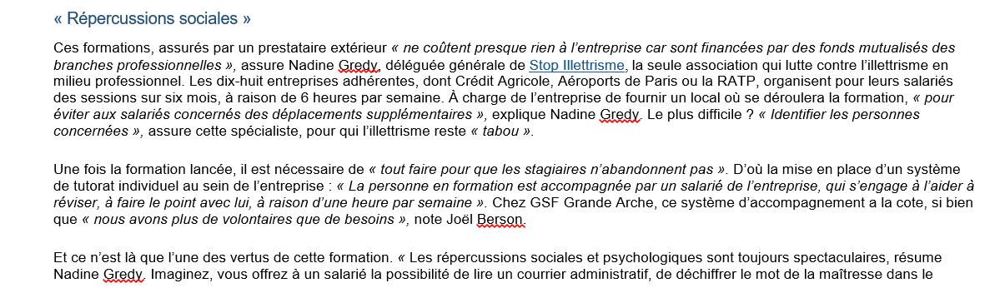 « Répercussions sociales »
Ces formations, assurés par un prestataire extérieur « ne coûtent presque rien à l’entreprise car sont financées par des fonds mutualisés des
branches professionnelles », assure Nadine Gredy, déléguée générale de Stop Illettrisme, la seule association qui lutte contre l’illettrisme en
milieu professionnel. Les dix-huit entreprises adhérentes, dont Crédit Agricole, Aéroports de Paris ou la RATP, organisent pour leurs salariés
des sessions sur six mois, à raison de 6 heures par semaine. À charge de l’entreprise de fournir un local où se déroulera la formation, « pour
éviter aux salariés concernés des déplacements supplémentaires », explique Nadine Gredy. Le plus difficile ? « Identifier les personnes
concernées », assure cette spécialiste, pour qui l’illettrisme reste « tabou ».
Une fois la formation lancée, il est nécessaire de « tout faire pour que les stagiaires n’abandonnent pas ». D’où la mise en place d’un système
de tutorat individuel au sein de l’entreprise : « La personne en formation est accompagnée par un salarié de l’entreprise, qui s’engage à l’aider à
réviser, à faire le point avec lui, à raison d’une heure par semaine ». Chez GSF Grande Arche, ce système d’accompagnement a la cote, si bien
que « nous avons plus de volontaires que de besoins », note Joël Berson.
Et ce n’est là que l’une des vertus de cette formation. « Les répercussions sociales et psychologiques sont toujours spectaculaires, résume
Nadine Gredy. Imaginez, vous offrez à un salarié la possibilité de lire un courrier administratif, de déchiffrer le mot de la maîtresse dans le